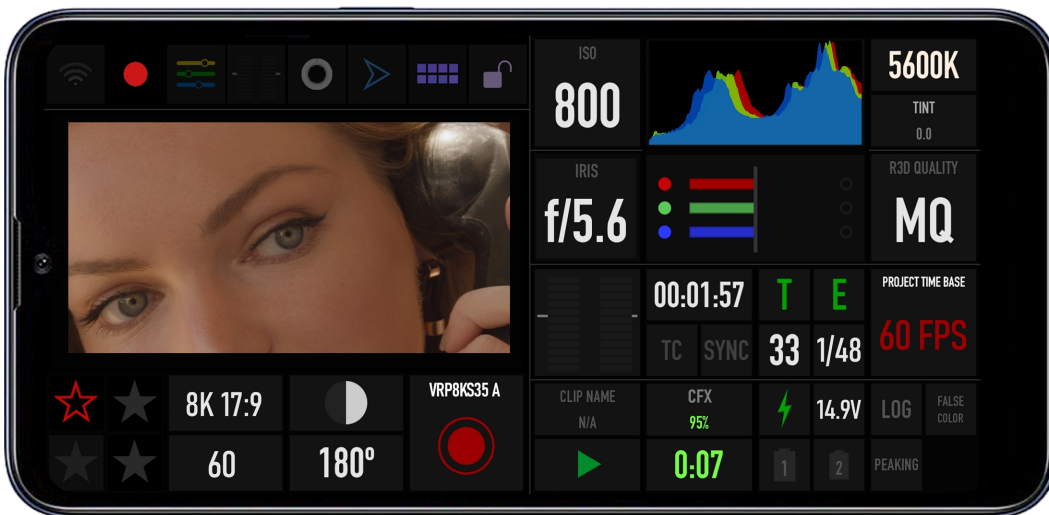 ISO
800
5600K
TINT
0.0
IRIS
f/5.6
R3D QUALITY
MQ
00:01:57
T
E
PROJECT TIME BASE
60 FPS
TC
SYNC
33
1/48
8K 17:9
VRP8KS35 A
60
180º
CLIP NAME
N/A
CFX
95%
14.9V
LOG
FALSE
COLOR
0:07
1
2
PEAKING